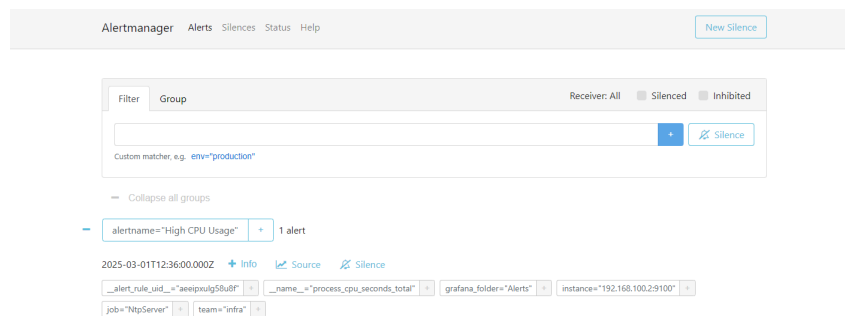 Alertmanager Alerts Silences Status Help New Silence
Filter Group Receiver: All Silenced Inhibited
+ Silence
Custom matcher, e.g. env="production"
− Collapse all groups
− alertname="High CPU Usage" + 1 alert
2025-03-01T12:36:00.000Z + Info Source Silence
__alert_rule_uid__="aeeipxulg58u8f" + __name__="process_cpu_seconds_total" + grafana_folder="Alerts" + instance="192.168.100.2:9100" +
job="NtpServer" + team="infra" +